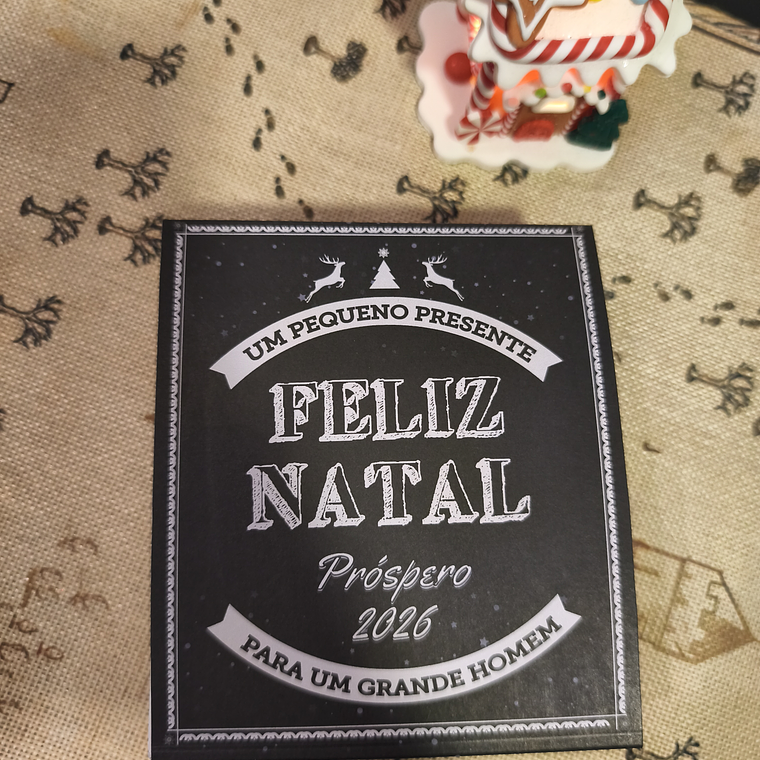 UM PEQUENO PRESENTE
FELIZ
NATAL
Próspero
2026
PARA UM GRANDE HOMEM